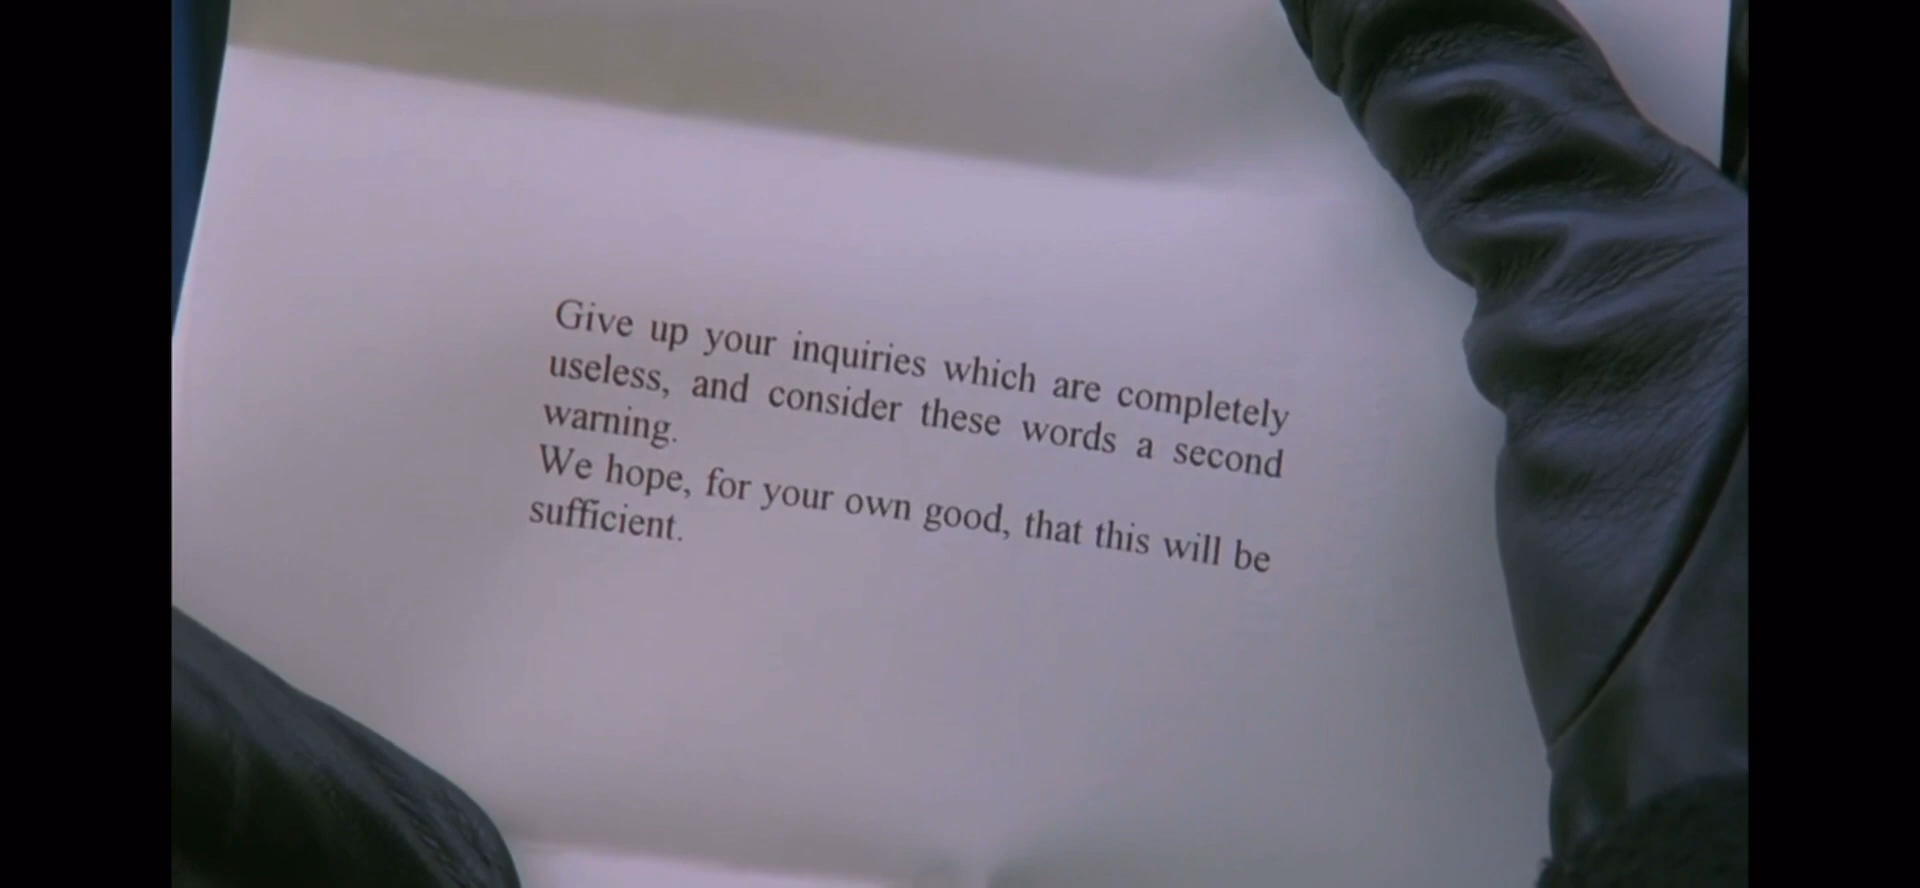 Give up your inquiries which are completely
useless, and consider these words a second
warning.
We hope, for your own good, that this will be
sufficient.